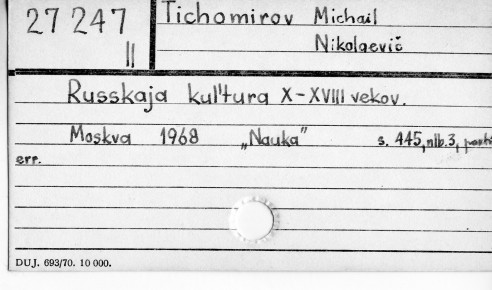 27 247
II
Tichomirov Michail
Nikolaevič
Russkaja kul'tura X-XVIII vekov.
Moskva 1968 „Nauka" s. 445, nlb.3,
err.
DUJ. 693/70. 10 000.